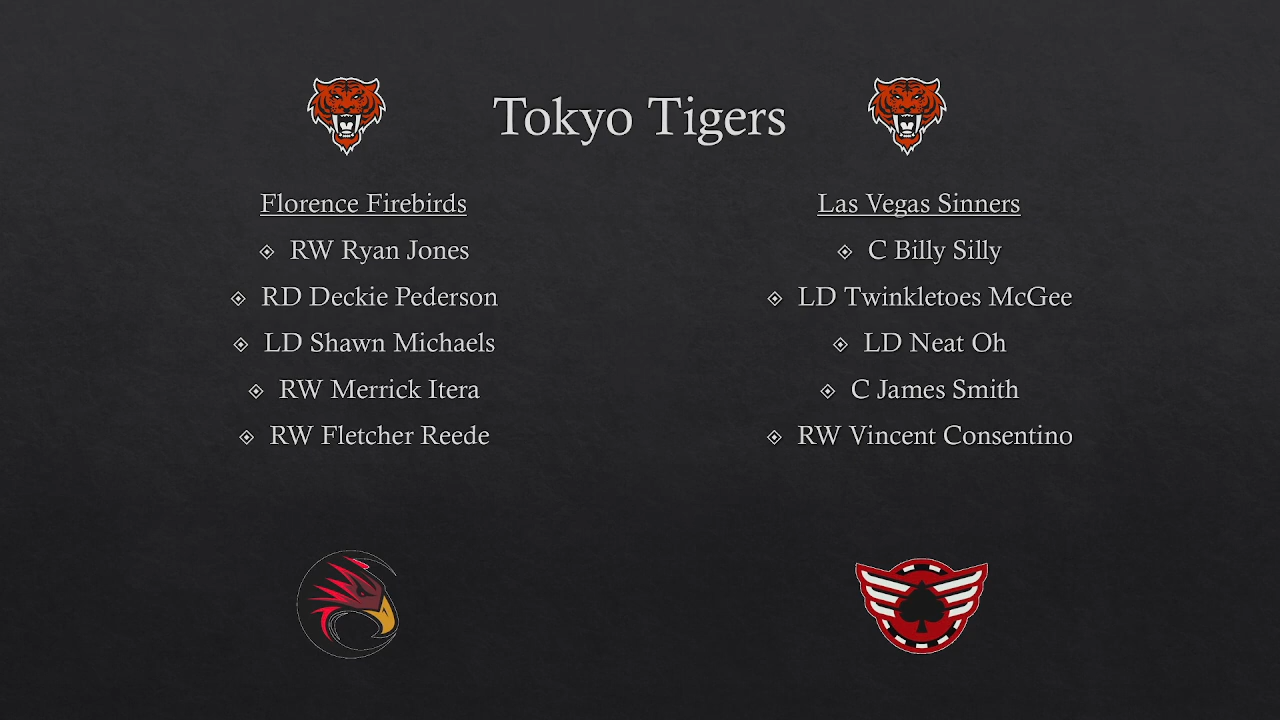 Tokyo Tigers
Florence Firebirds
RW Ryan Jones
RD Deckie Pederson
LD Shawn Michaels
RW Merrick Itera
RW Fletcher Reede
Las Vegas Sinners
C Billy Silly
LD Twinkletoes McGee
LD Neat Oh
C James Smith
RW Vincent Consentino